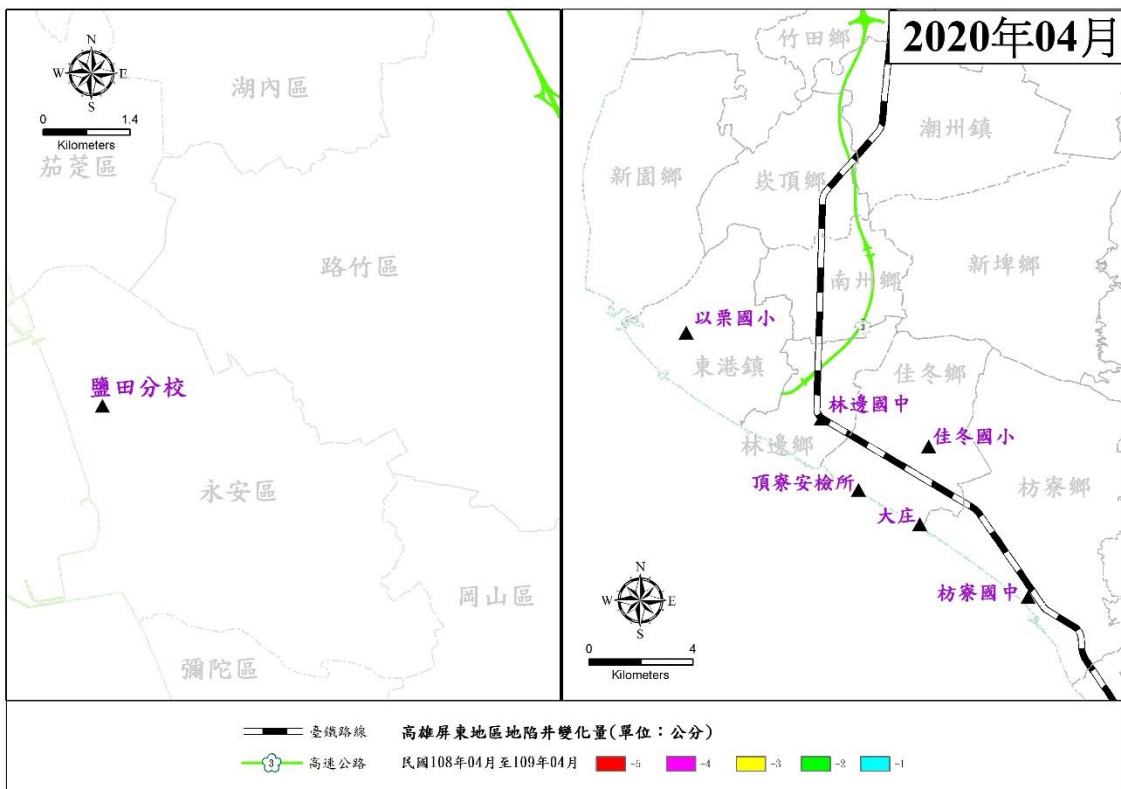 2020年04月
N
W E
S
0 1.4
Kilometers
湖內區
茄萣區
路竹區
鹽田分校
永安區
岡山區
彌陀區
竹田鄉
潮州鎮
新園鄉
崁頂鄉
新埤鄉
南州鄉
以栗國小
3
東港鎮
佳冬鄉
林邊國中
佳冬國小
林邊鄉
頂寮安檢所
枋寮鄉
大庄
枋寮國中
N
W E
S
0 4
Kilometers
臺鐵路線 高雄屏東地區地陷井變化量(單位：公分)
3 高速公路 民國108年04月至109年04月 -5 -4 -3 -2 -1